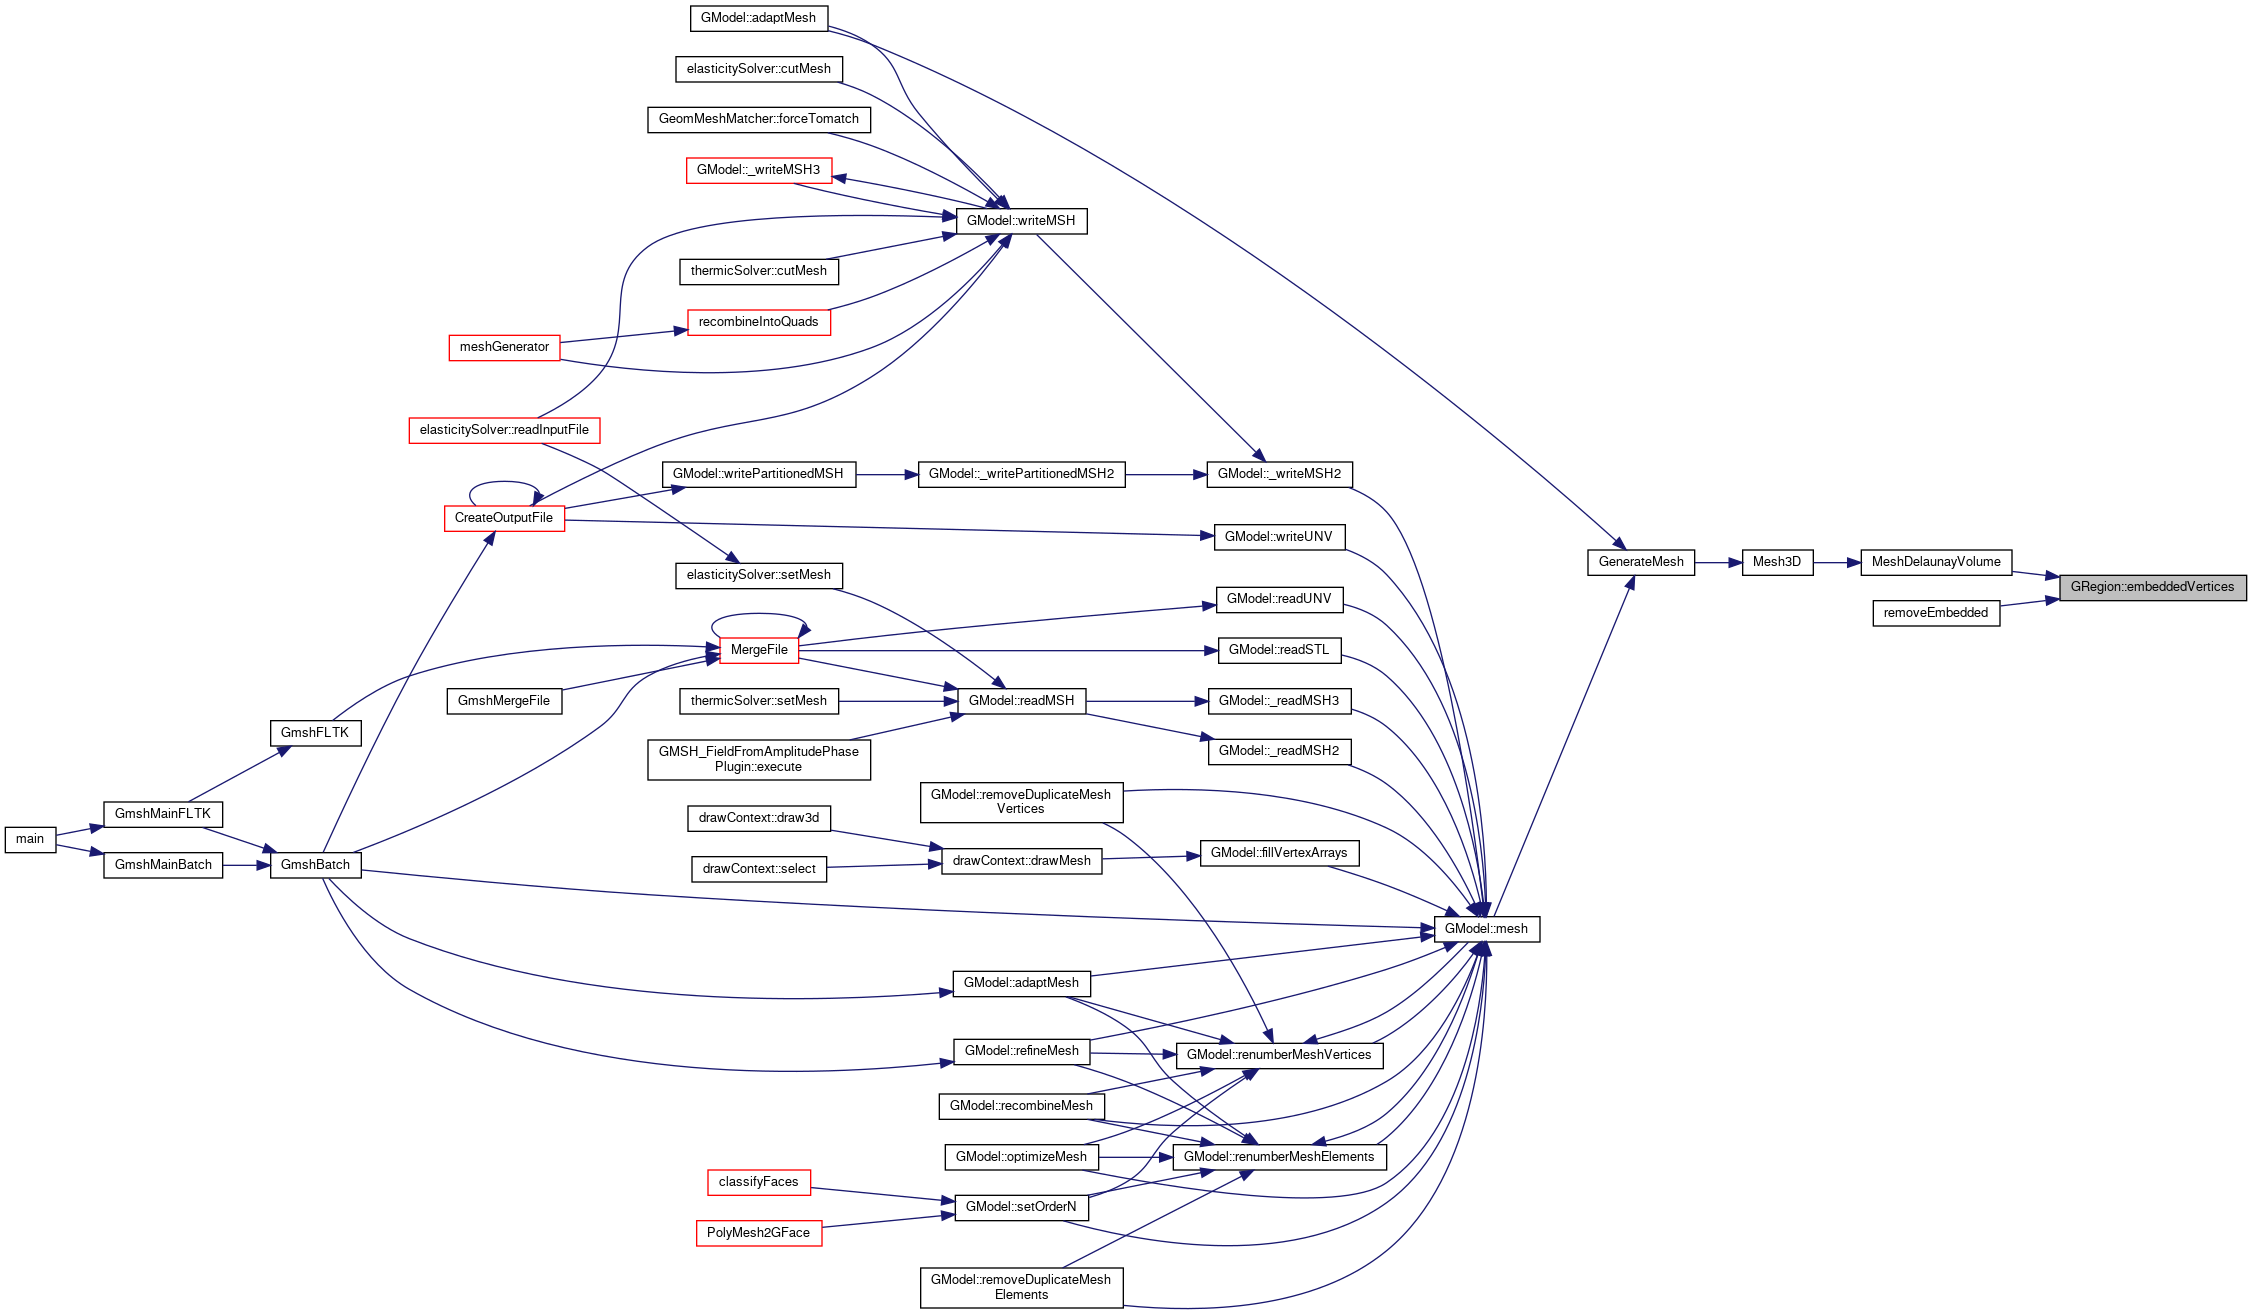 GModel::adaptMesh
elasticitySolver::cutMesh
GeomMeshMatcher::forceTomatch
GModel::_writeMSH3
GModel::writeMSH
thermicSolver::cutMesh
recombineIntoQuads
meshGenerator
elasticitySolver::readInputFile
GModel::writePartitionedMSH
GModel::_writePartitionedMSH2
GModel::_writeMSH2
CreateOutputFile
GModel::writeUNV
GenerateMesh
Mesh3D
MeshDelaunayVolume
elasticitySolver::setMesh
GRegion::embeddedVertices
GModel::readUNV
removeEmbedded
MergeFile
GModel::readSTL
GmshMergeFile
thermicSolver::setMesh
GModel::readMSH
GModel::_readMSH3
GmshFLTK
GMSH_FieldFromAmplitudePhase
Plugin::execute
GModel::_readMSH2
GModel::removeDuplicateMesh
Vertices
GmshMainFLTK
drawContext::draw3d
main
GmshMainBatch
GmshBatch
drawContext::select
drawContext::drawMesh
GModel::fillVertexArrays
GModel::mesh
GModel::adaptMesh
GModel::refineMesh
GModel::renumberMeshVertices
GModel::recombineMesh
GModel::optimizeMesh
GModel::renumberMeshElements
classifyFaces
GModel::setOrderN
PolyMesh2GFace
GModel::removeDuplicateMesh
Elements